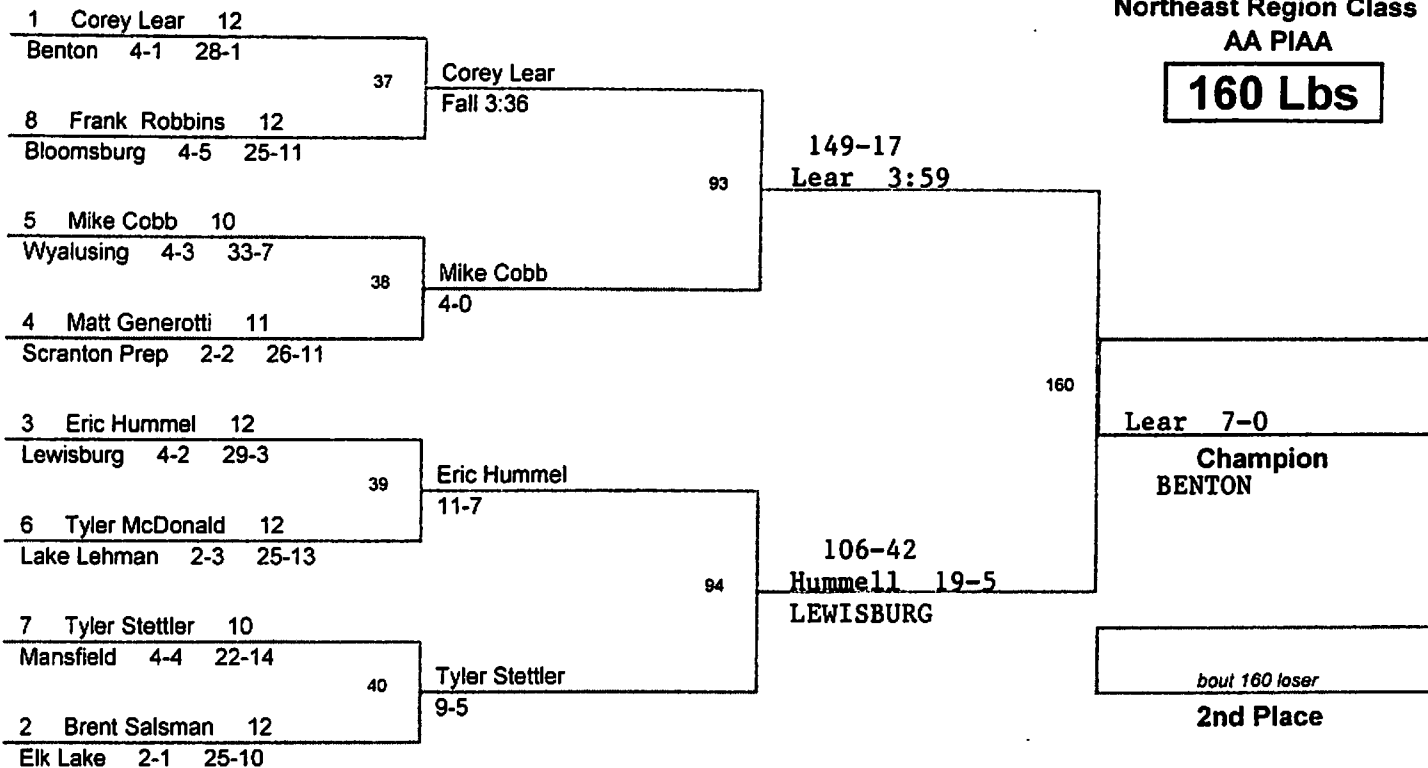 Northeast Region Class
AA PIAA
160 Lbs
1 Corey Lear 12
Benton 4-1 28-1
37
Corey Lear
Fall 3:36
8 Frank Robbins 12
Bloomsburg 4-5 25-11
93
149-17
Lear 3:59
5 Mike Cobb 10
Wyalusing 4-3 33-7
38
Mike Cobb
4-0
4 Matt Generotti 11
Scranton Prep 2-2 26-11
160
Lear 7-0
Champion
BENTON
3 Eric Hummel 12
Lewisburg 4-2 29-3
39
Eric Hummel
11-7
6 Tyler McDonald 12
Lake Lehman 2-3 25-13
94
106-42
Hummell 19-5
LEWISBURG
7 Tyler Stettler 10
Mansfield 4-4 22-14
40
Tyler Stettler
9-5
2 Brent Salsman 12
Elk Lake 2-1 25-10
bout 160 loser
2nd Place